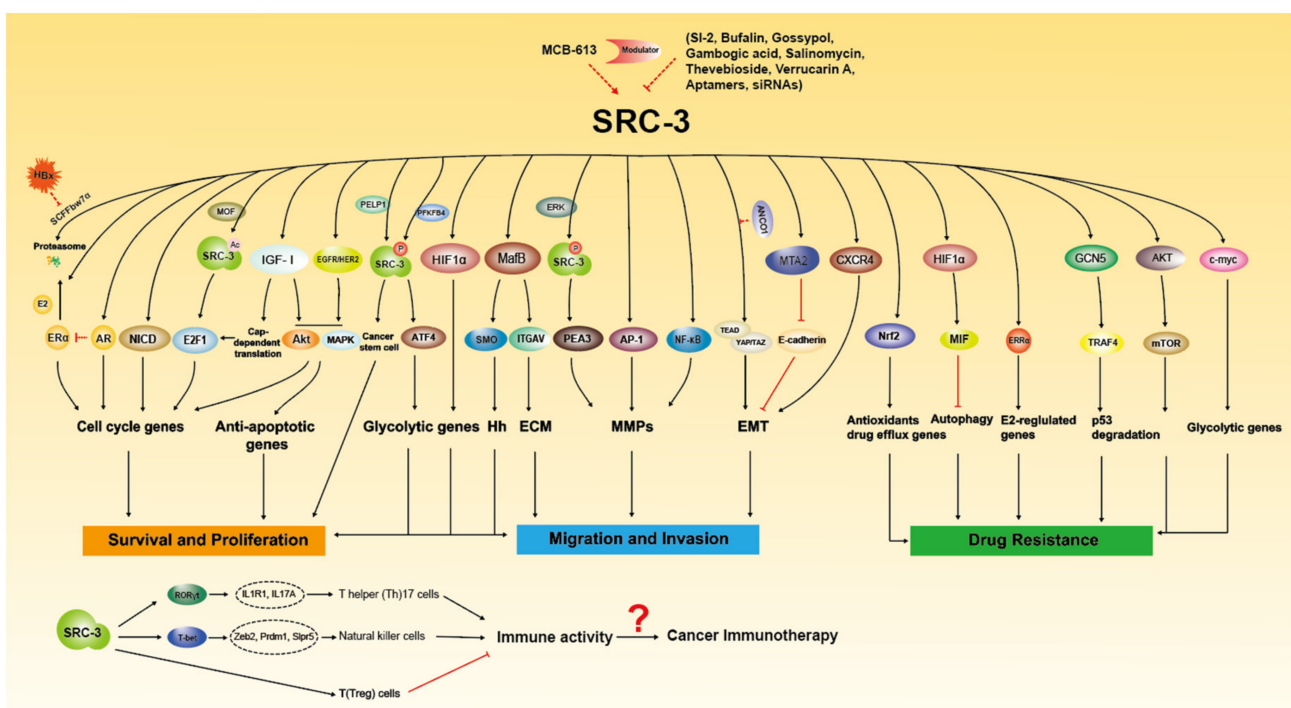 MCB-613
Modulator
(SI-2, Bufalin, Gossypol,
Gambogic acid, Salinomycin,
Thevebioside, Verrucarin A,
Aptamers, siRNAs)
SRC-3
HBx
SCFFbw7α
Proteasome
MOF
SRC-3
Ac
IGF- I
EGFR/HER2
PELP1
PFKFB4
SRC-3
P
HIF1α
MafB
ERK
SRC-3
P
ANCO1
MTA2
CXCR4
HIF1α
GCN5
AKT
c-myc
E2
ERα
AR
NICD
E2F1
Cap-
dependent
translation
Akt
MAPK
Cancer
stem cell
ATF4
SMO
ITGAV
PEA3
AP-1
NF-κB
TEAD
YAP/TAZ
E-cadherin
Nrf2
MIF
ERRα
TRAF4
mTOR
Cell cycle genes
Anti-apoptotic
genes
Glycolytic genes
Hh
ECM
MMPs
EMT
Antioxidants
drug efflux genes
Autophagy
E2-reglulated
genes
p53
degradation
Glycolytic genes
Survival and Proliferation
Migration and Invasion
Drug Resistance
SRC-3
RORγt
IL1R1, IL17A
T helper (Th)17 cells
T-bet
Zeb2, Prdm1, Slpr5
Natural killer cells
T(Treg) cells
Immune activity
?
Cancer Immunotherapy